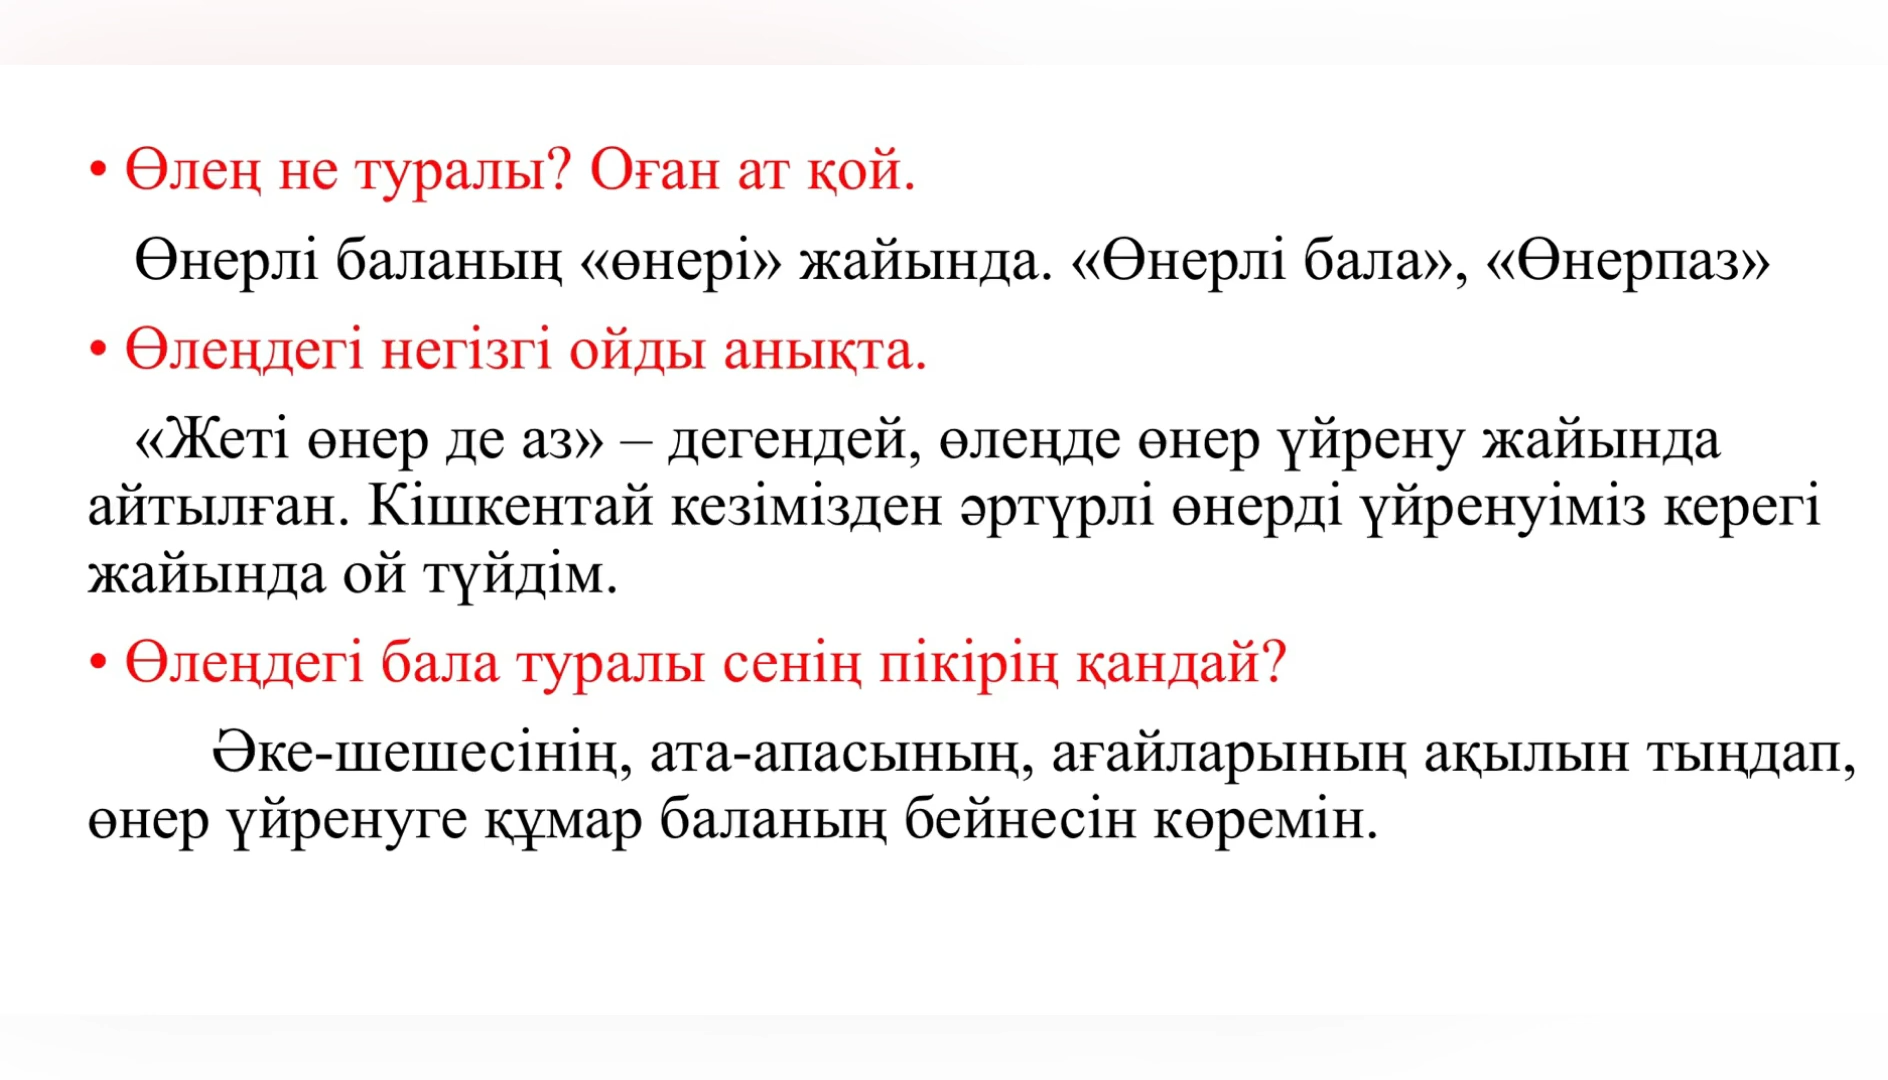 • Өлең не туралы? Оған ат қой.
Өнерлі баланың «өнері» жайында. «Өнерлі бала», «Өнерпаз»
• Өлеңдегі негізгі ойды анықта.
«Жеті өнер де аз» – дегендей, өлеңде өнер үйрену жайында
айтылған. Кішкентай кезімізден әртүрлі өнерді үйренуіміз керегі
жайында ой түйдім.
• Өлеңдегі бала туралы сенің пікірің қандай?
Әке-шешесінің, ата-апасының, ағайларының ақылын тыңдап,
өнер үйренуге құмар баланың бейнесін көремін.